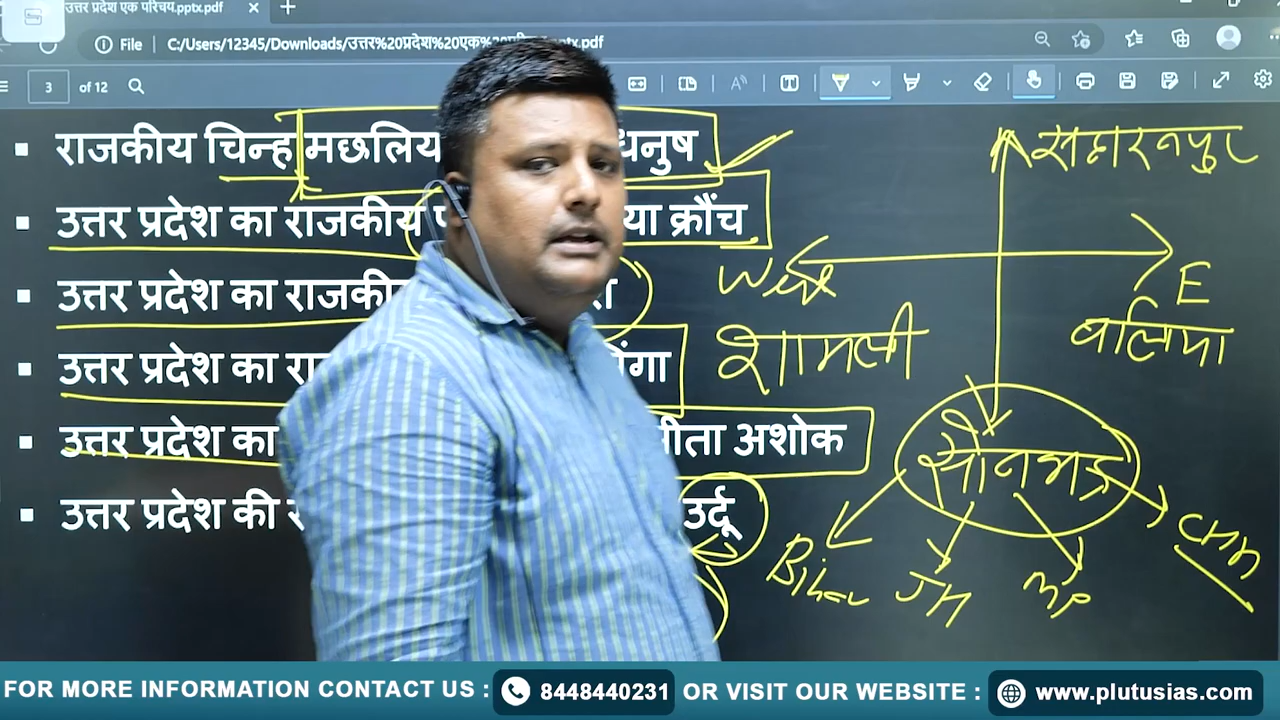 उत्तर प्रदेश एक परिचय.pptx.pdf
File C:/Users/12345/Downloads/उत्तर%20प्रदेश%20एक%20
3 of 12
राजकीय चिन्ह मछलिय धनुष
उत्तर प्रदेश का राजकीय या क्रौंच
उत्तर प्रदेश का राजकी
उत्तर प्रदेश का रा
उत्तर प्रदेश का अशोक
उत्तर प्रदेश की उर्दू
सहारनपुर
West
E
शामली
बलिया
सोनभद्र
Bihar
JH
MP
FOR MORE INFORMATION CONTACT US : 8448440231 OR VISIT OUR WEBSITE : www.plutusias.com